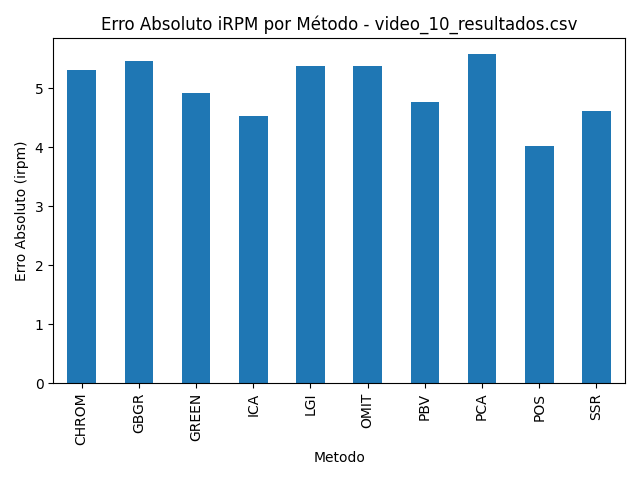 Erro Absoluto iRPM por Método - video_10_resultados.csv
Erro Absoluto (irpm)
5
4
3
2
1
0
CHROM
GBGR
GREEN
ICA
LGI
OMIT
PBV
PCA
POS
SSR
Metodo